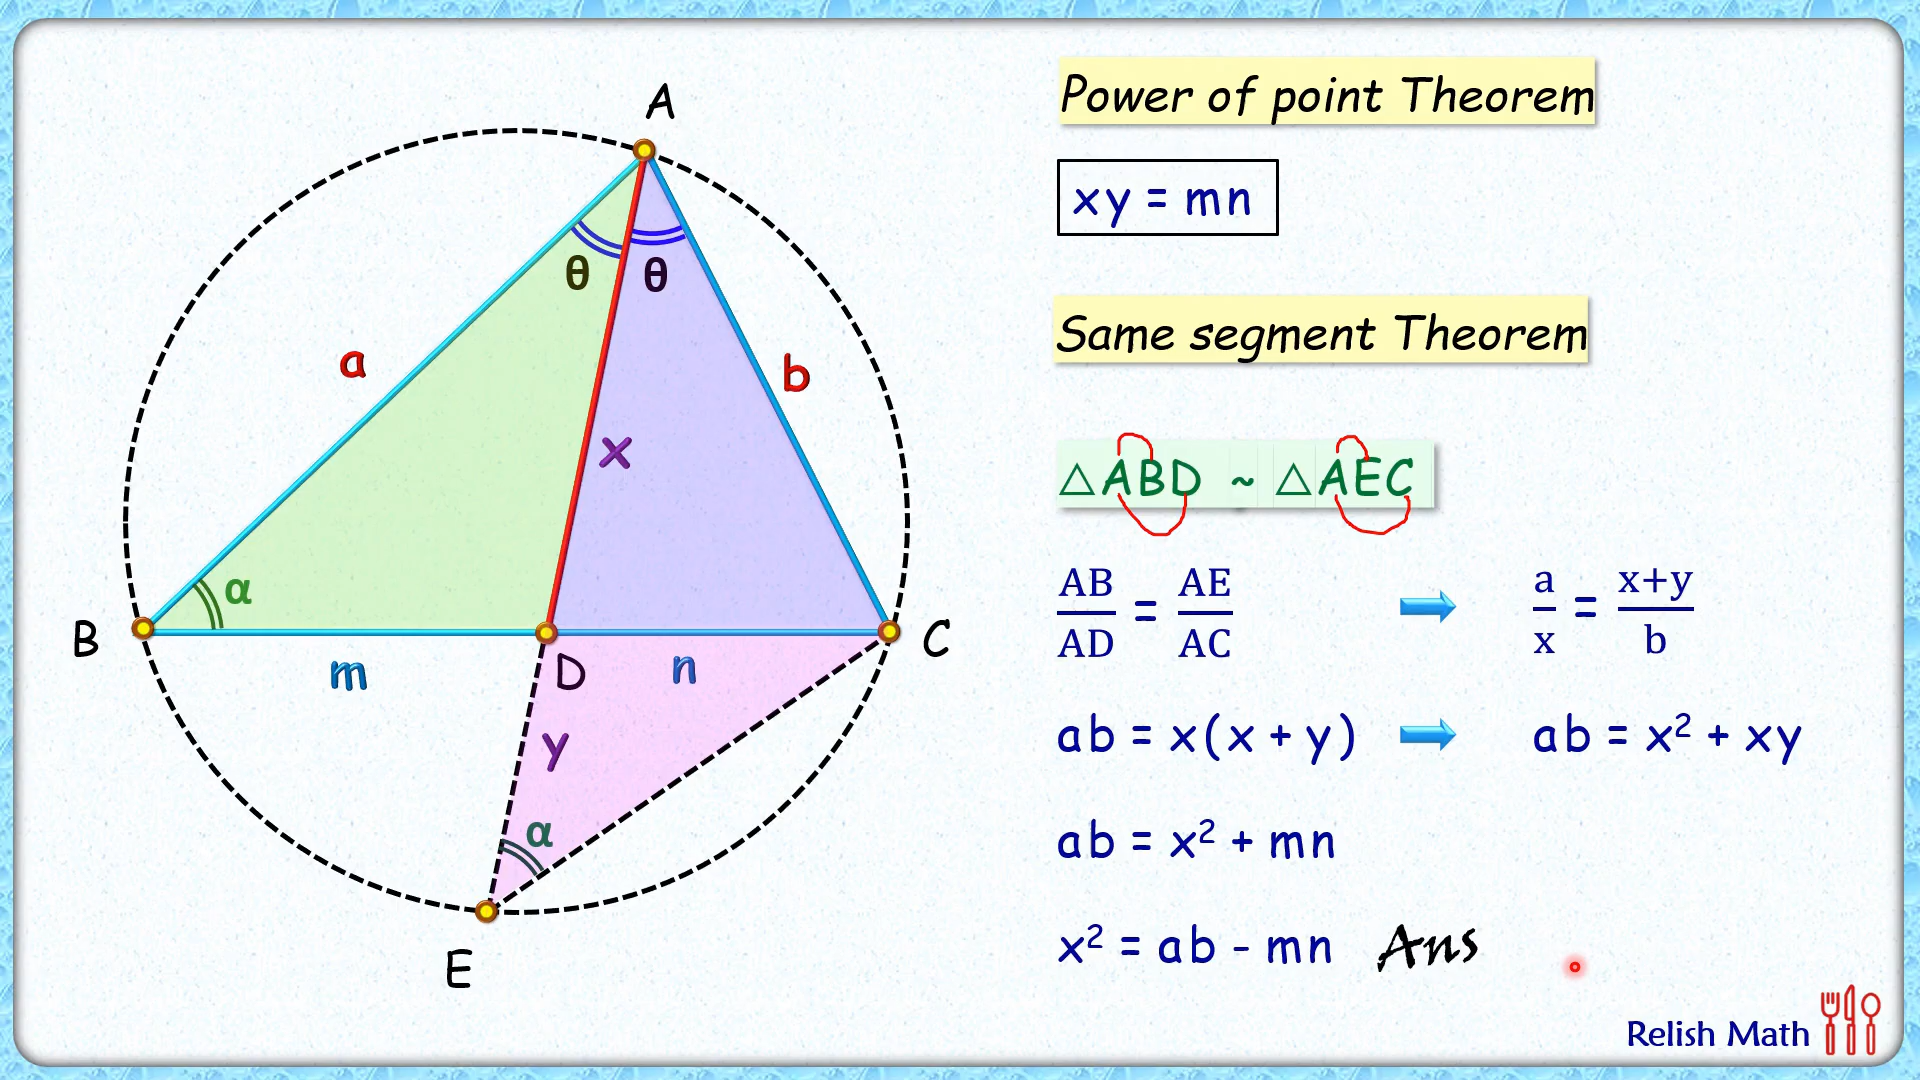 A
θ θ
a
b
x
α
B
C
m
D
n
y
α
E
Power of point Theorem
xy = mn
Same segment Theorem
△ABD ~ △AEC
AB/AD = AE/AC ➡ a/x = x+y/b
ab = x(x + y) ➡ ab = x² + xy
ab = x² + mn
x² = ab - mn Ans
Relish Math